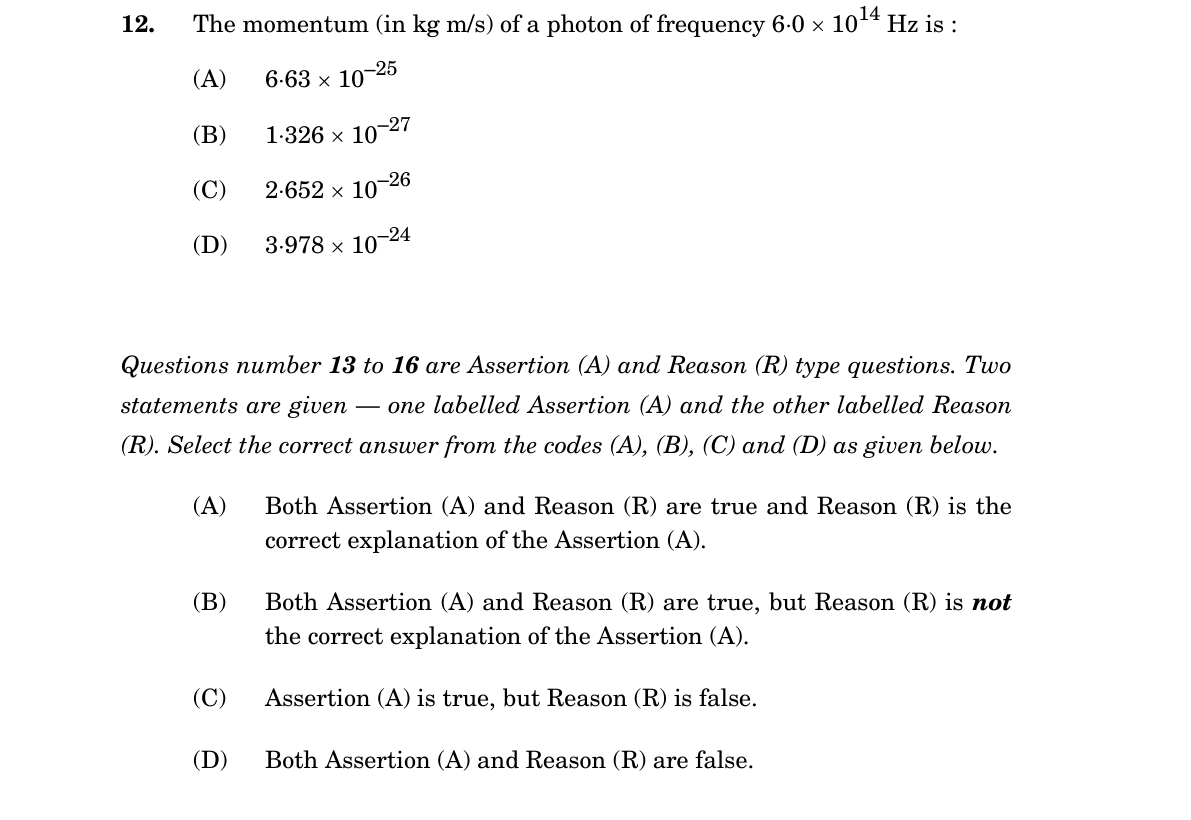 12. The momentum (in kg m/s) of a photon of frequency 6·0 × 10¹⁴ Hz is :
(A) 6·63 × 10⁻²⁵
(B) 1·326 × 10⁻²⁷
(C) 2·652 × 10⁻²⁶
(D) 3·978 × 10⁻²⁴
Questions number 13 to 16 are Assertion (A) and Reason (R) type questions. Two
statements are given — one labelled Assertion (A) and the other labelled Reason
(R). Select the correct answer from the codes (A), (B), (C) and (D) as given below.
(A) Both Assertion (A) and Reason (R) are true and Reason (R) is the
correct explanation of the Assertion (A).
(B) Both Assertion (A) and Reason (R) are true, but Reason (R) is not
the correct explanation of the Assertion (A).
(C) Assertion (A) is true, but Reason (R) is false.
(D) Both Assertion (A) and Reason (R) are false.